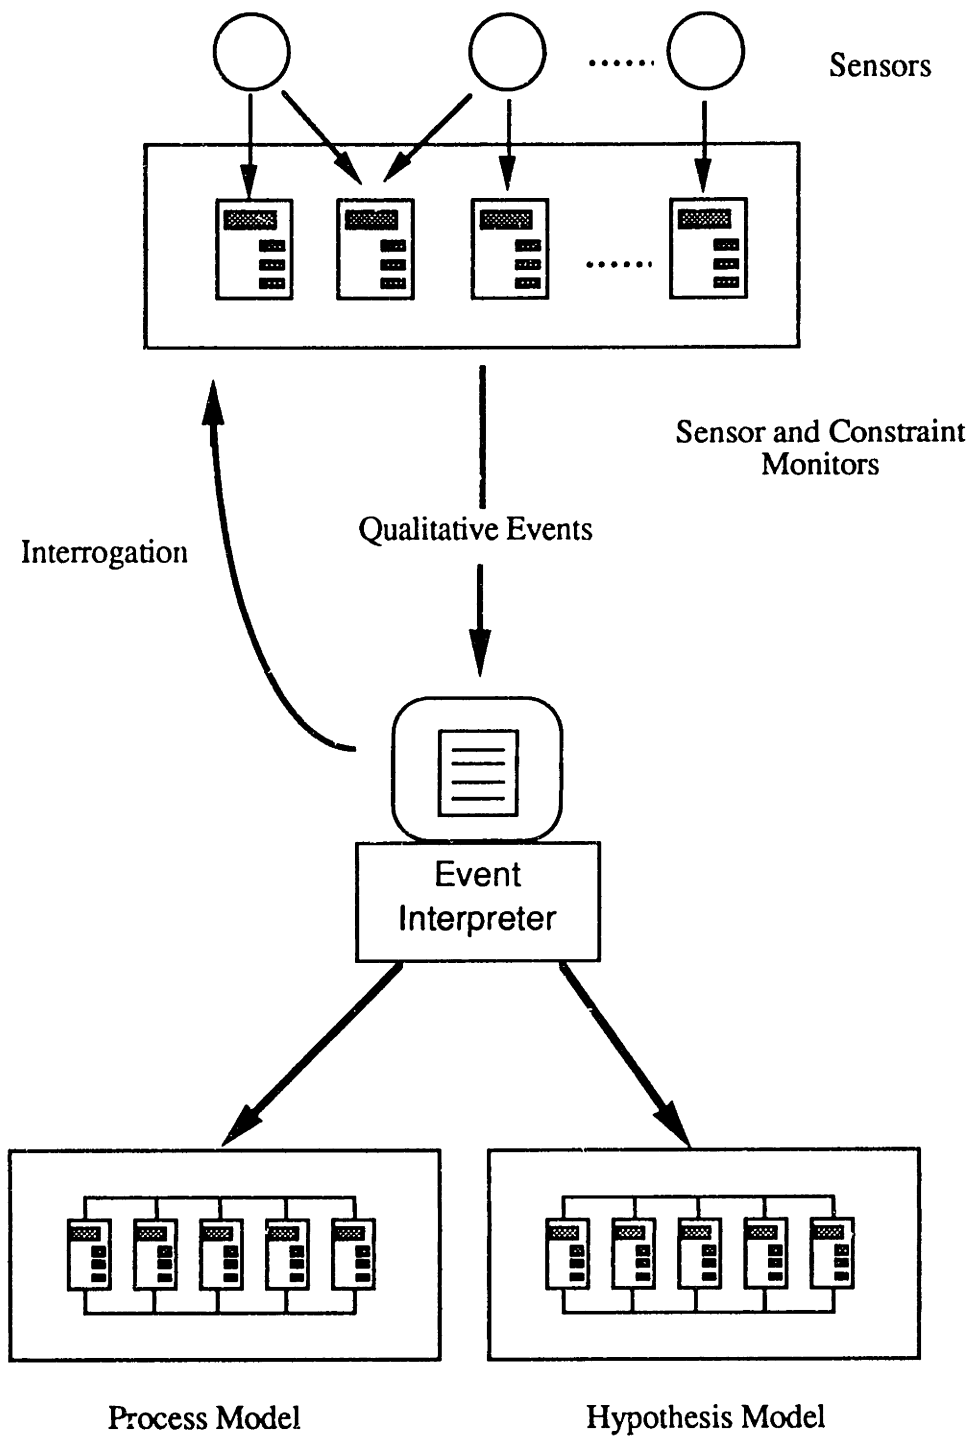 Sensors
Sensor and Constraint
Monitors
Qualitative Events
Interrogation
Event
Interpreter
Process Model
Hypothesis Model